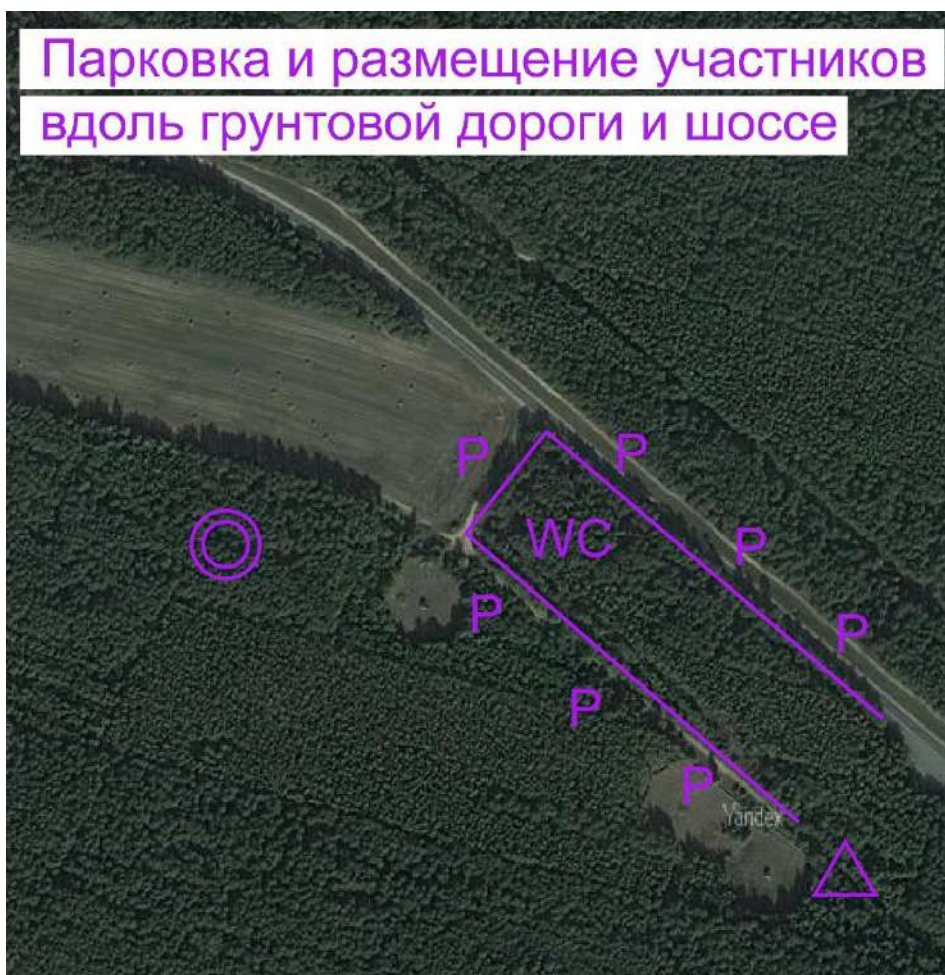 Парковка и размещение участников
вдоль грунтовой дороги и шоссе
P
P
WC
P
P
P
P
P
Yandex